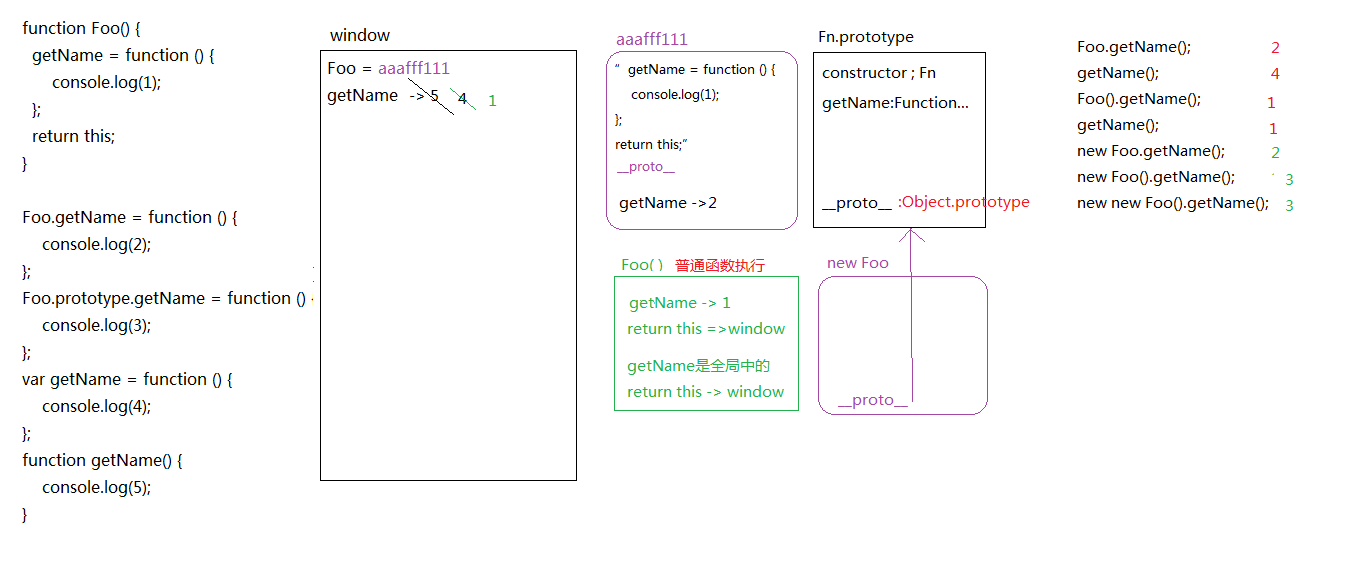 function Foo() {
getName = function () {
console.log(1);
};
return this;
}
Foo.getName = function () {
console.log(2);
};
Foo.prototype.getName = function () {
console.log(3);
};
var getName = function () {
console.log(4);
};
function getName() {
console.log(5);
}
window
Foo = aaafff111
getName -> 5 4 1
aaafff111
“ getName = function () {
console.log(1);
};
return this;”
__proto__
getName ->2
Foo( ) 普通函数执行
getName -> 1
return this =>window
getName是全局中的
return this -> window
Fn.prototype
constructor ; Fn
getName:Function...
__proto__ :Object.prototype
new Foo
__proto__
Foo.getName(); 2
getName(); 4
Foo().getName(); 1
getName(); 1
new Foo.getName(); 2
new Foo().getName(); 3
new new Foo().getName(); 3